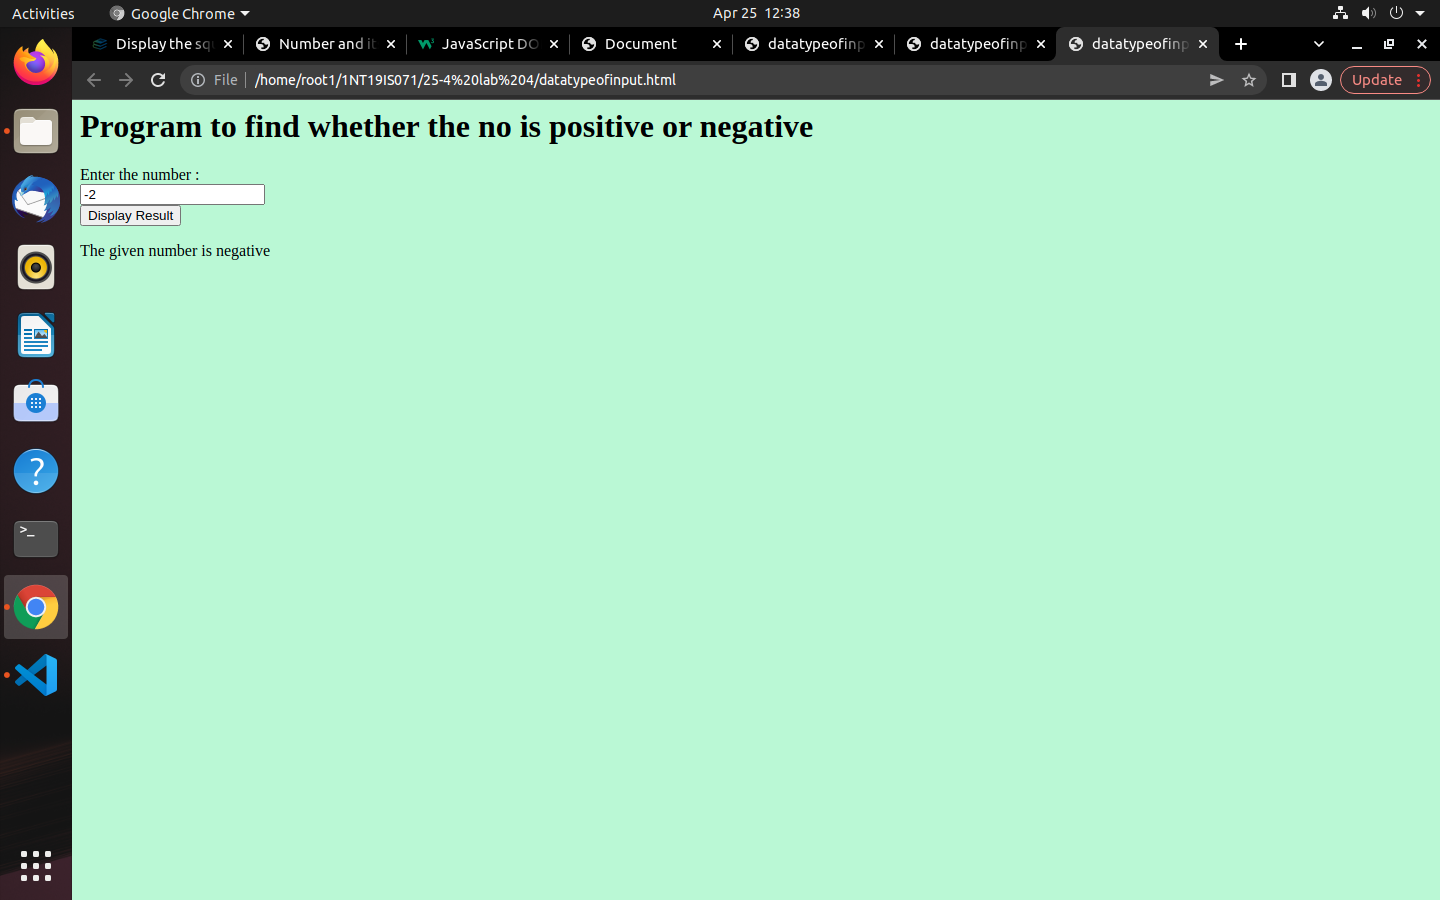 Activities
Google Chrome
Apr 25 12:38
Display the sq
Number and it
JavaScript DO
Document
datatypeofinp
datatypeofinp
datatypeofinp
File
/home/root1/1NT19IS071/25-4%20lab%204/datatypeofinput.html
Update
Program to find whether the no is positive or negative
Enter the number :
-2
Display Result
The given number is negative